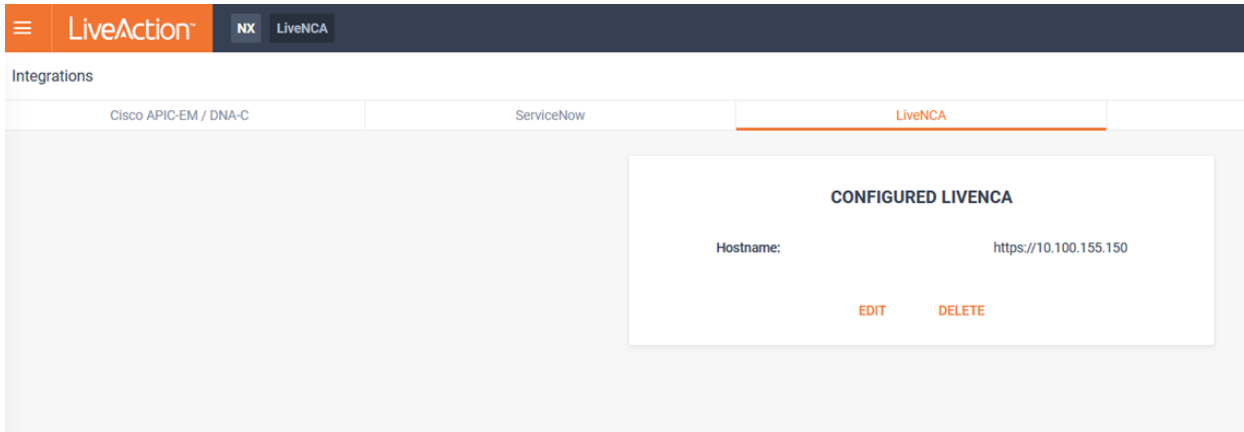 LiveAction™ NX LiveNCA
Integrations
Cisco APIC-EM / DNA-C ServiceNow LiveNCA
CONFIGURED LIVENCA
Hostname: https://10.100.155.150
EDIT DELETE